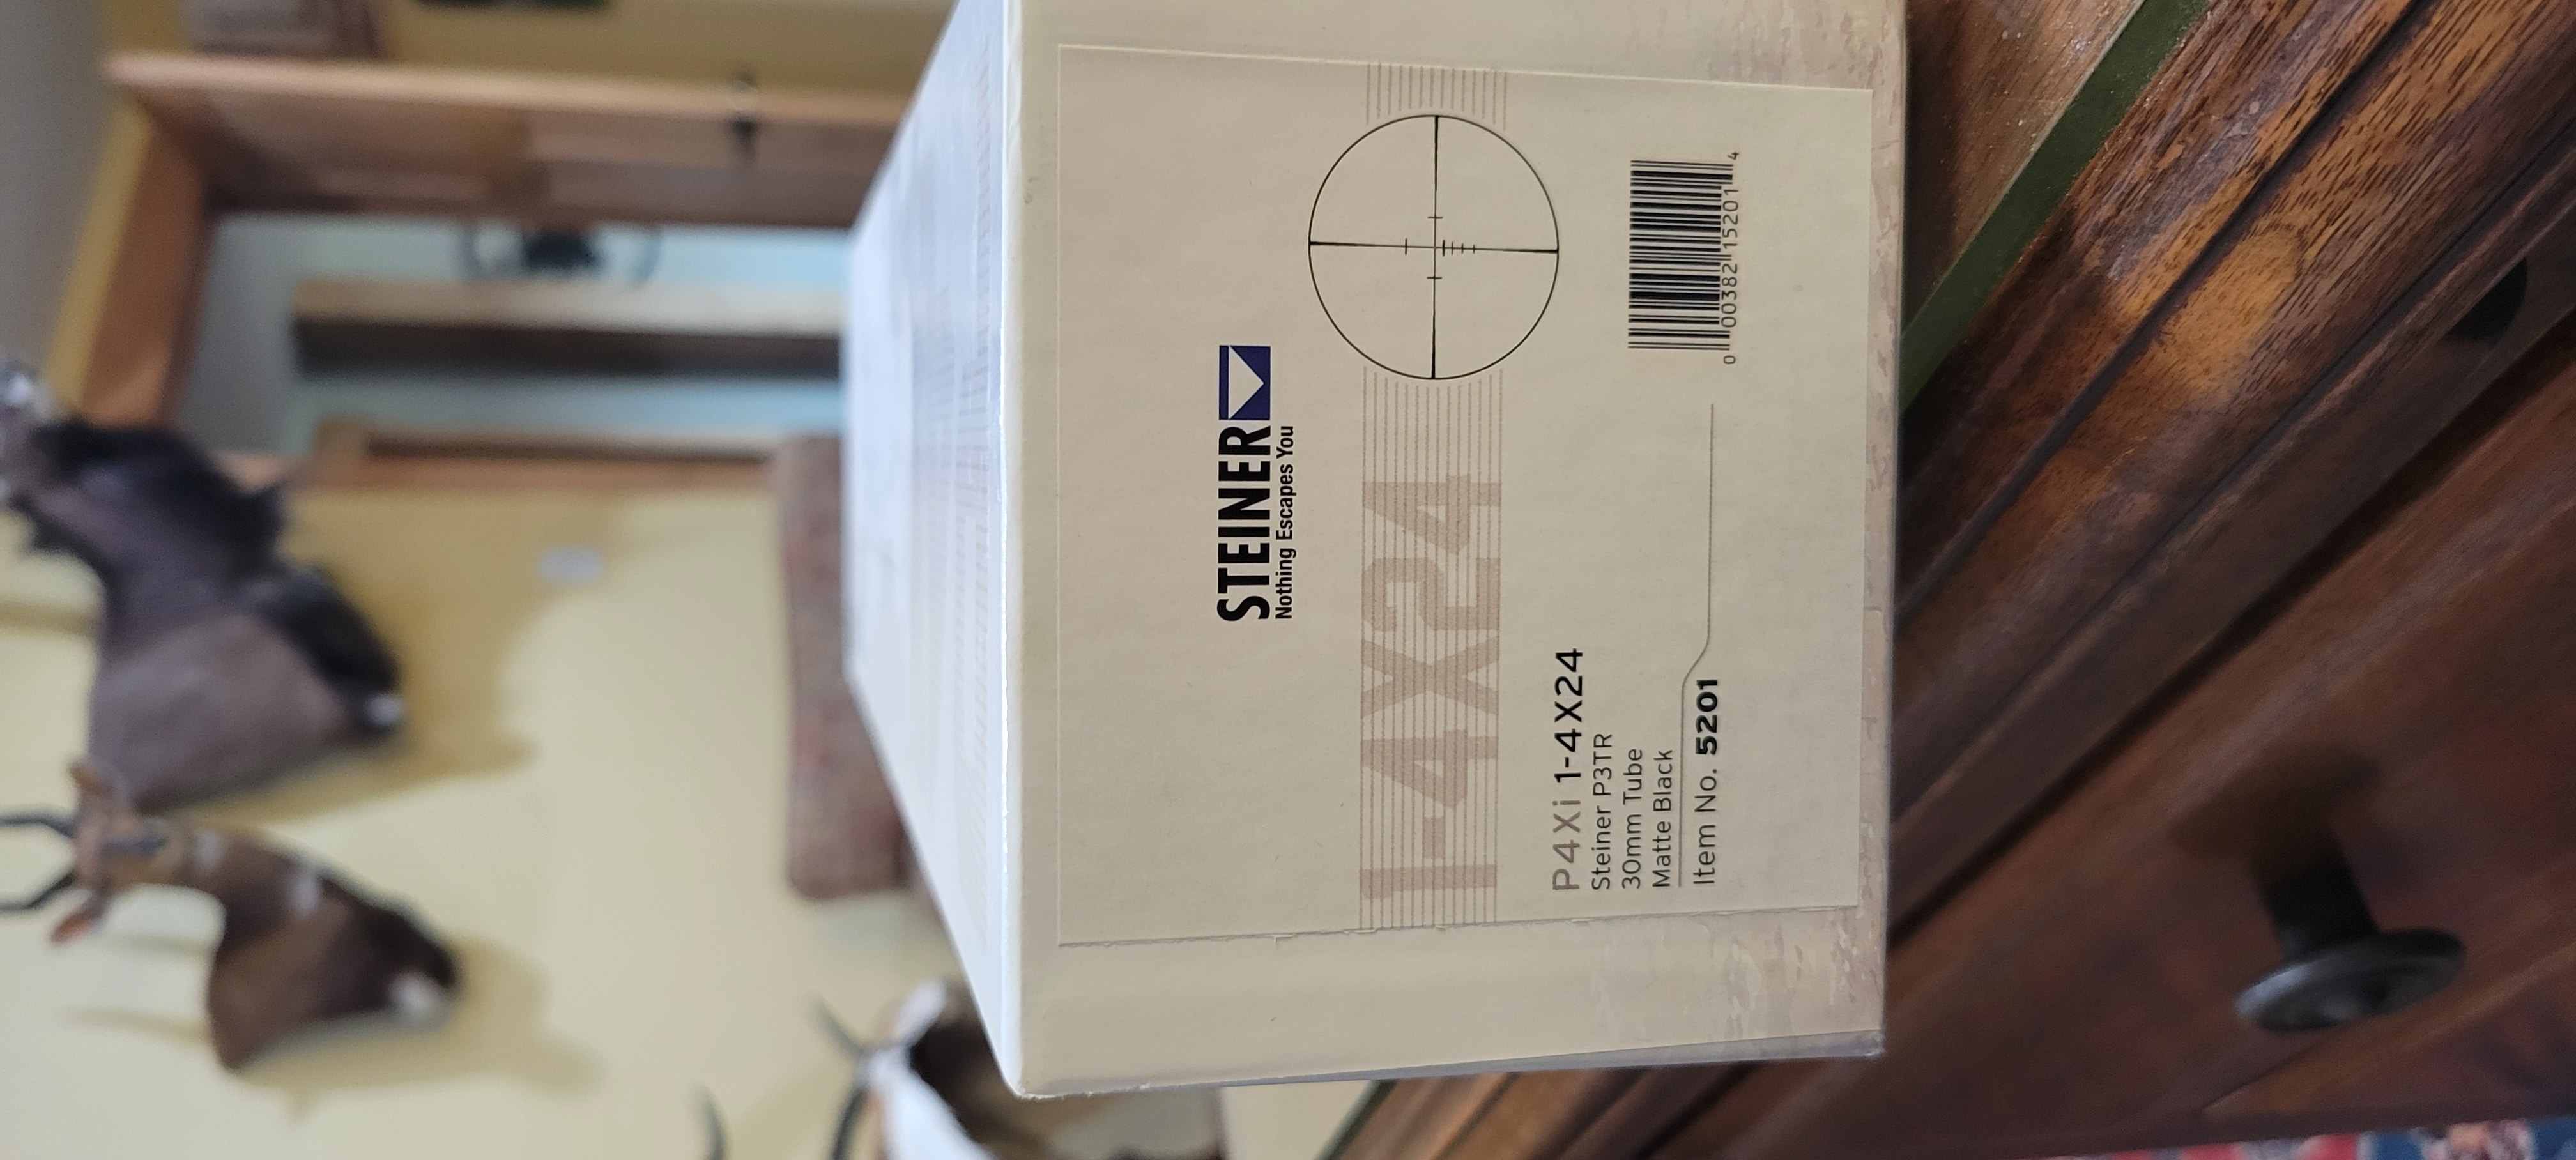 STEINER
Nothing Escapes You
1-4X24
P4Xi 1-4X24
Steiner P3TR
30mm Tube
Matte Black
Item No. 5201
0 00382 15201 4